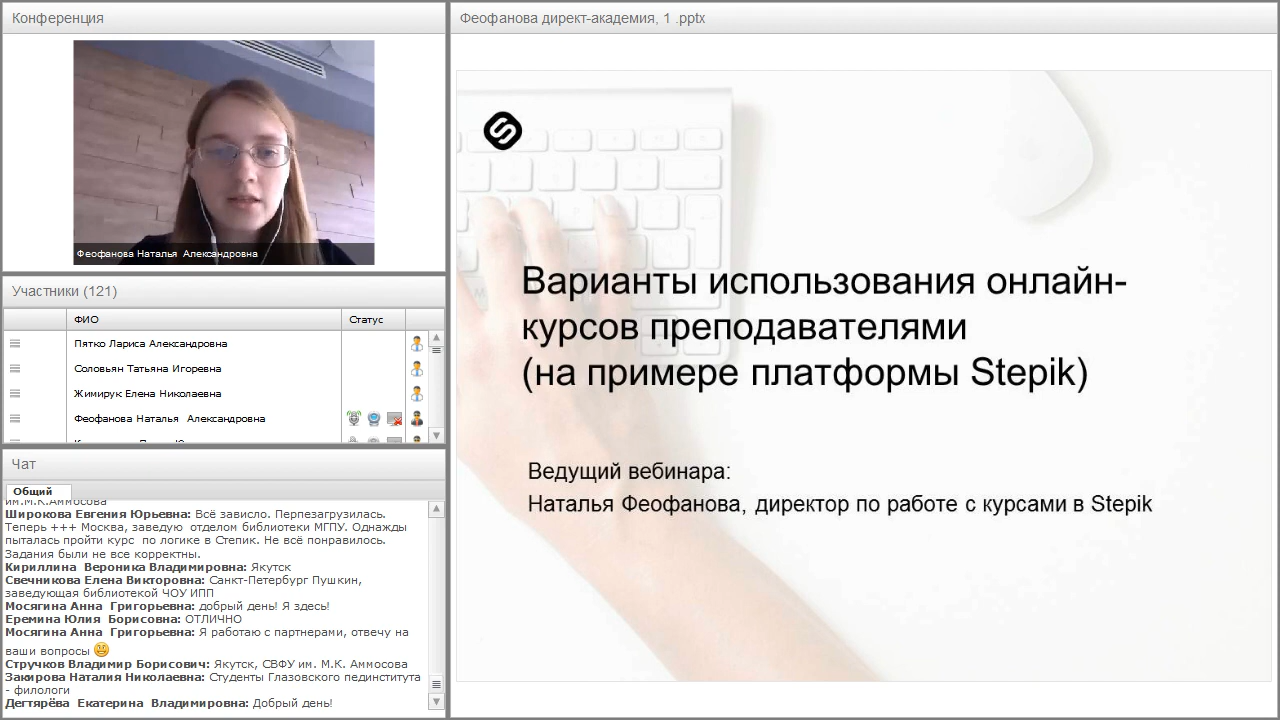 Конференция
Феофанова Наталья Александровна
Участники (121)
ФИО Статус
Пятко Лариса Александровна
Соловьян Татьяна Игоревна
Жимирук Елена Николаевна
Феофанова Наталья Александровна
Чат
Общий
им.М.К.Аммосова
Широкова Евгения Юрьевна: Всё зависло. Перпезагрузилась.
Теперь +++ Москва, заведую отделом библиотеки МГПУ. Однажды
пыталась пройти курс по логике в Степик. Не всё понравилось.
Задания были не все корректны.
Кириллина Вероника Владимировна: Якутск
Свечникова Елена Викторовна: Санкт-Петербург Пушкин,
заведующая библиотекой ЧОУ ИПП
Мосягина Анна Григорьевна: добрый день! Я здесь!
Еремина Юлия Борисовна: ОТЛИЧНО
Мосягина Анна Григорьевна: Я работаю с партнерами, отвечу на
ваши вопросы
Стручков Владимир Борисович: Якутск, СВФУ им. М.К. Аммосова
Закирова Наталия Николаевна: Студенты Глазовского пединститута
- филологи
Дегтярёва Екатерина Владимировна: Добрый день!
Феофанова директ-академия, 1 .pptx
Варианты использования онлайн-
курсов преподавателями
(на примере платформы Stepik)
Ведущий вебинара:
Наталья Феофанова, директор по работе с курсами в Stepik